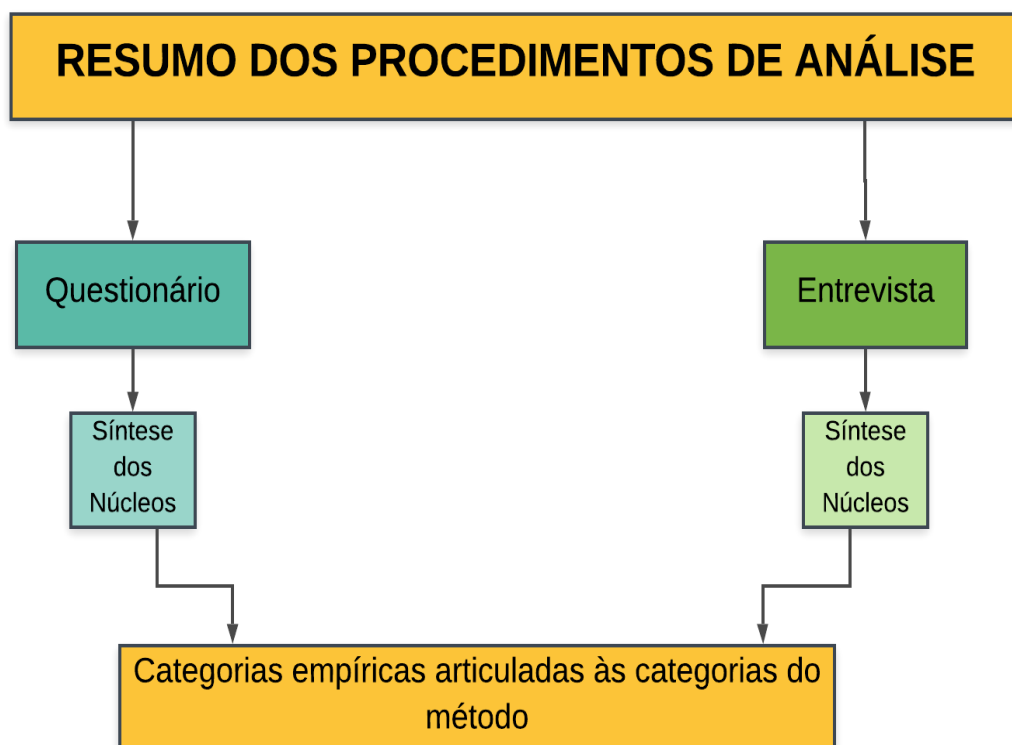 RESUMO DOS PROCEDIMENTOS DE ANÁLISE
Questionário
Entrevista
Síntese
dos
Núcleos
Síntese
dos
Núcleos
Categorias empíricas articuladas às categorias do
método